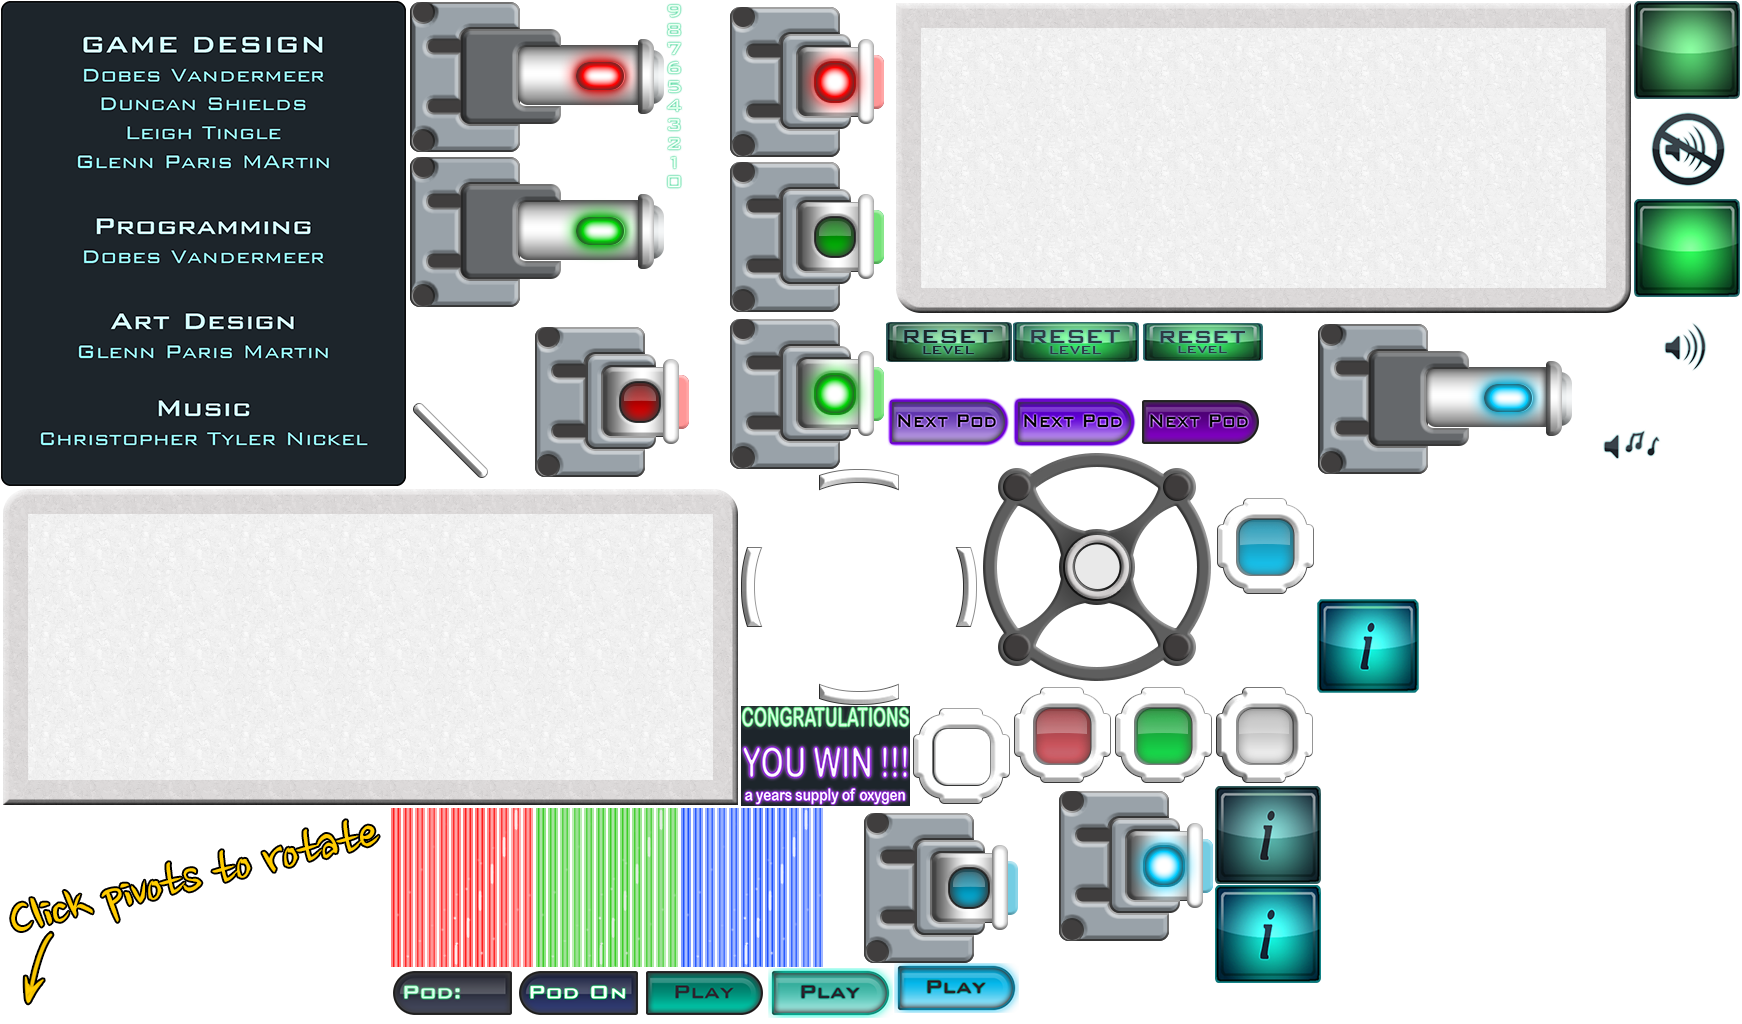 GAME DESIGN
DOBES VANDERMEER
DUNCAN SHIELDS
LEIGH TINGLE
GLENN PARIS MARTIN
PROGRAMMING
DOBES VANDERMEER
ART DESIGN
GLENN PARIS MARTIN
MUSIC
CHRISTOPHER TYLER NICKEL
9
8
7
6
5
4
3
2
1
0
RESET
LEVEL
RESET
LEVEL
RESET
LEVEL
NEXT POD
NEXT POD
NEXT POD
i
CONGRATULATIONS
YOU WIN !!!
a years supply of oxygen
i
i
Click pivots to rotate
POD:
POD ON
PLAY
PLAY
PLAY